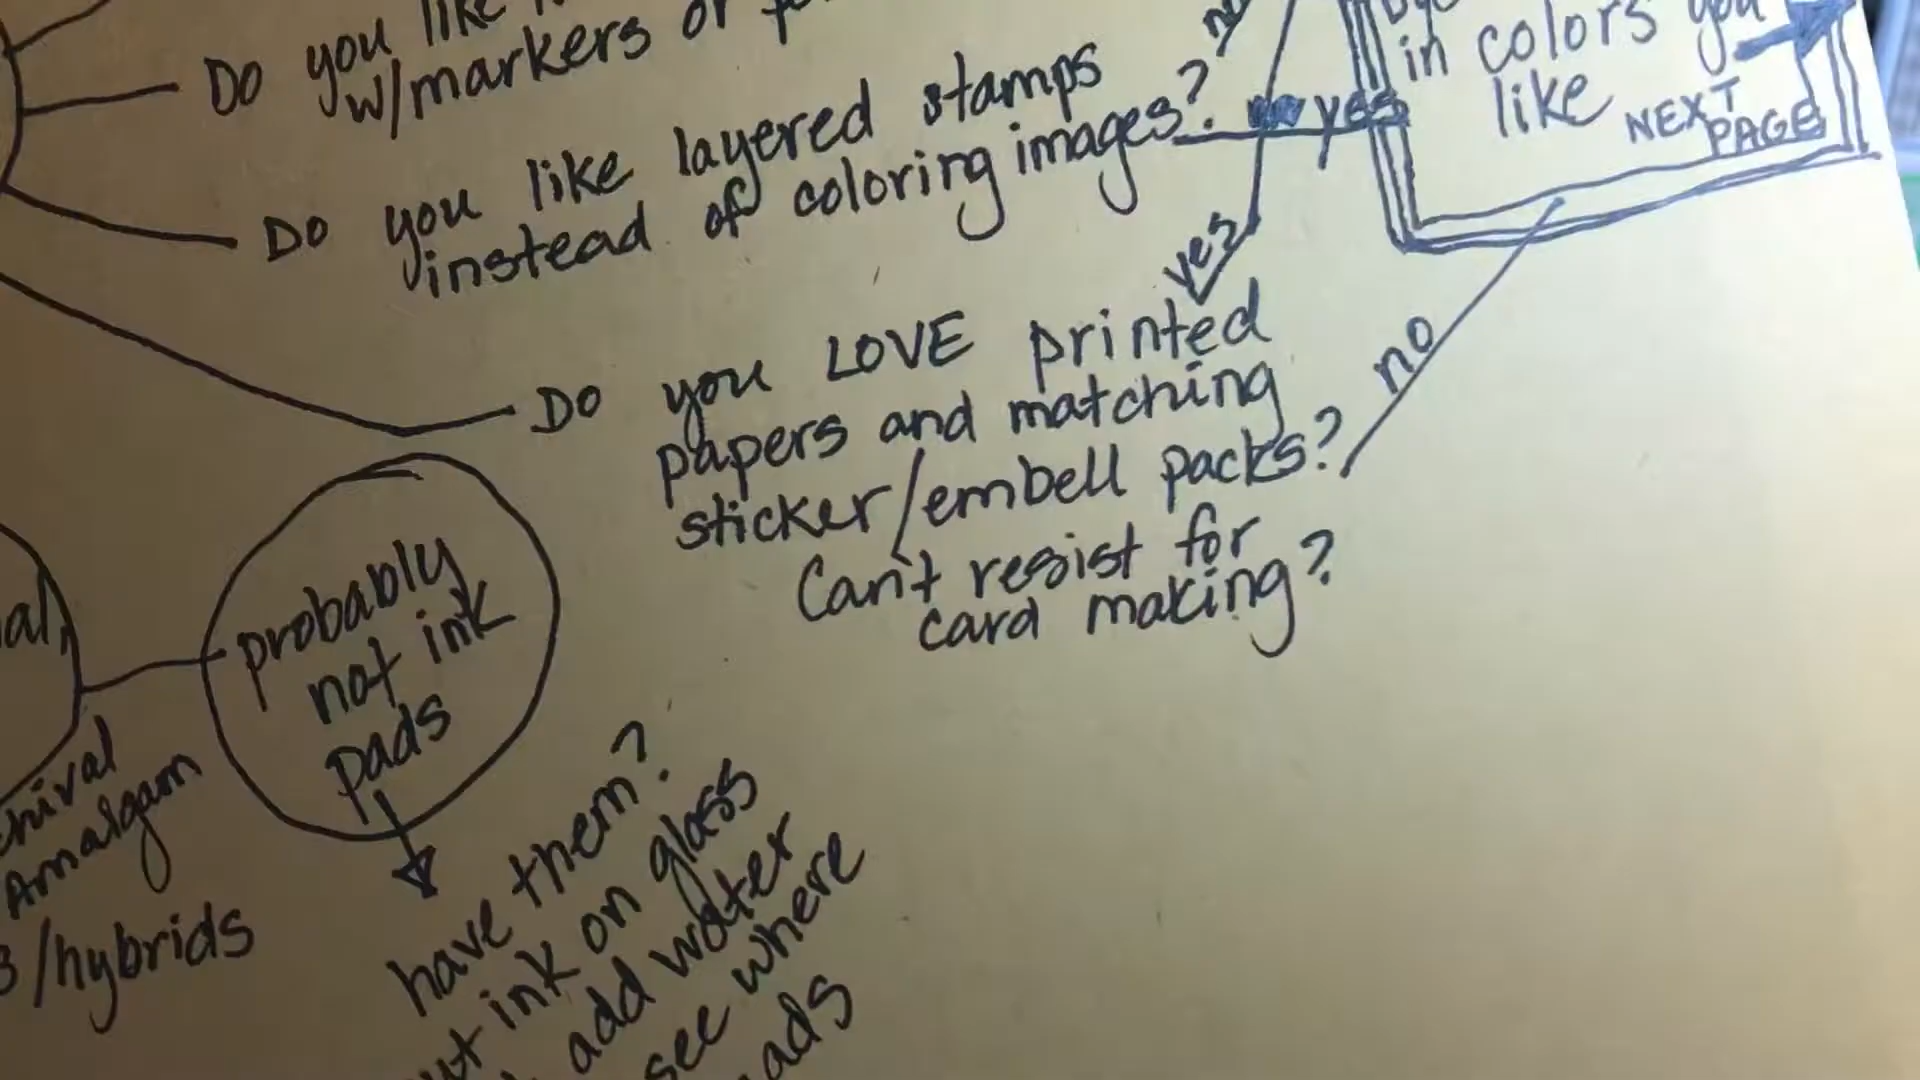 Do you like
w/markers or
Do you like layered stamps
instead of coloring images?
no
yes
in colors you
like
NEXT
PAGE
yes
no
Do you LOVE printed
papers and matching
sticker/embell packs?
Can't resist for
card making?
probably
not ink
pads
Amalgam
/hybrids
have them?
ink on glass
add water
see where